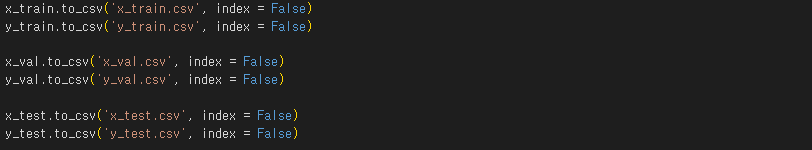 x_train.to_csv('x_train.csv', index = False)
y_train.to_csv('y_train.csv', index = False)
x_val.to_csv('x_val.csv', index = False)
y_val.to_csv('y_val.csv', index = False)
x_test.to_csv('x_test.csv', index = False)
y_test.to_csv('y_test.csv', index = False)